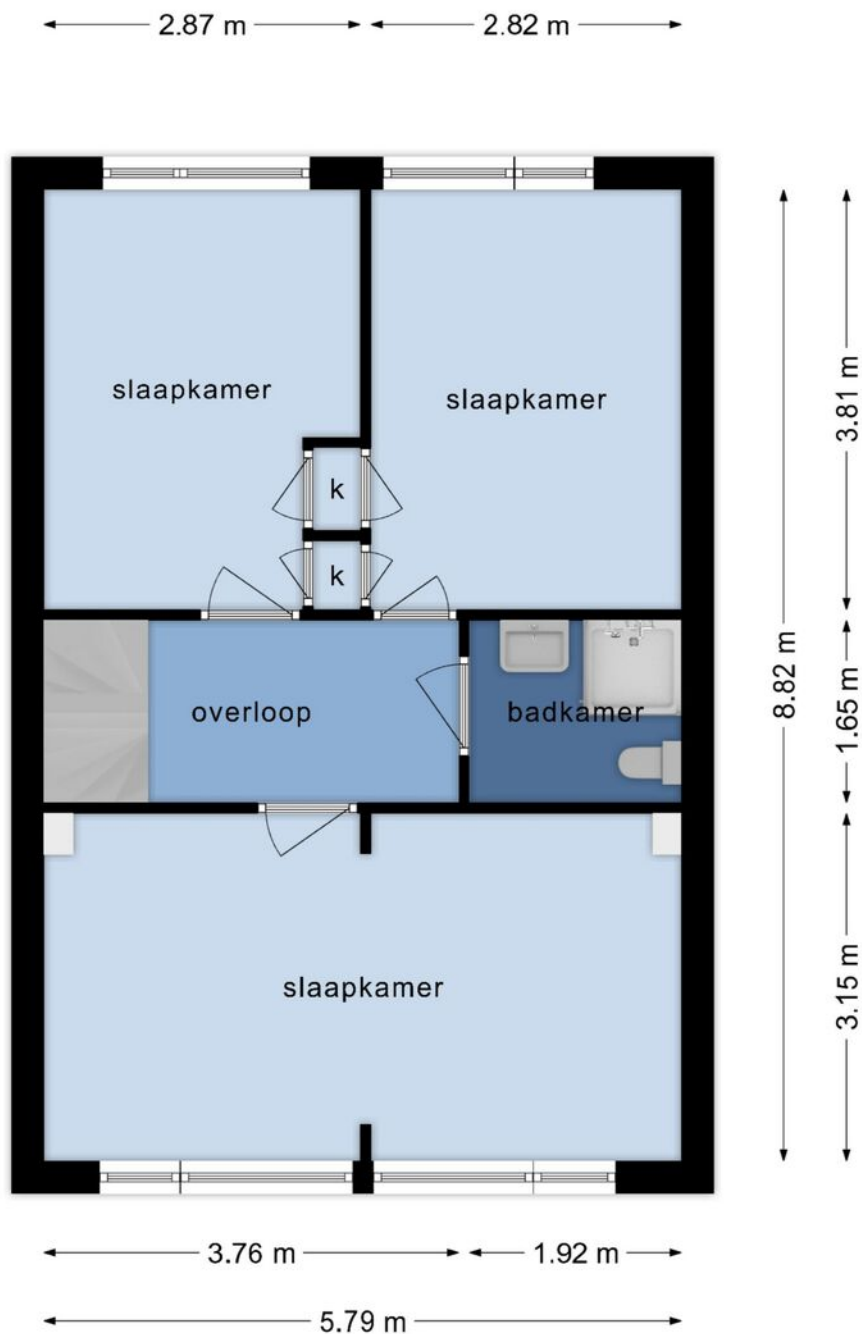 2.87 m
2.82 m
slaapkamer
slaapkamer
3.81 m
k
k
8.82 m
overloop
badkamer
1.65 m
slaapkamer
3.15 m
3.76 m
1.92 m
5.79 m